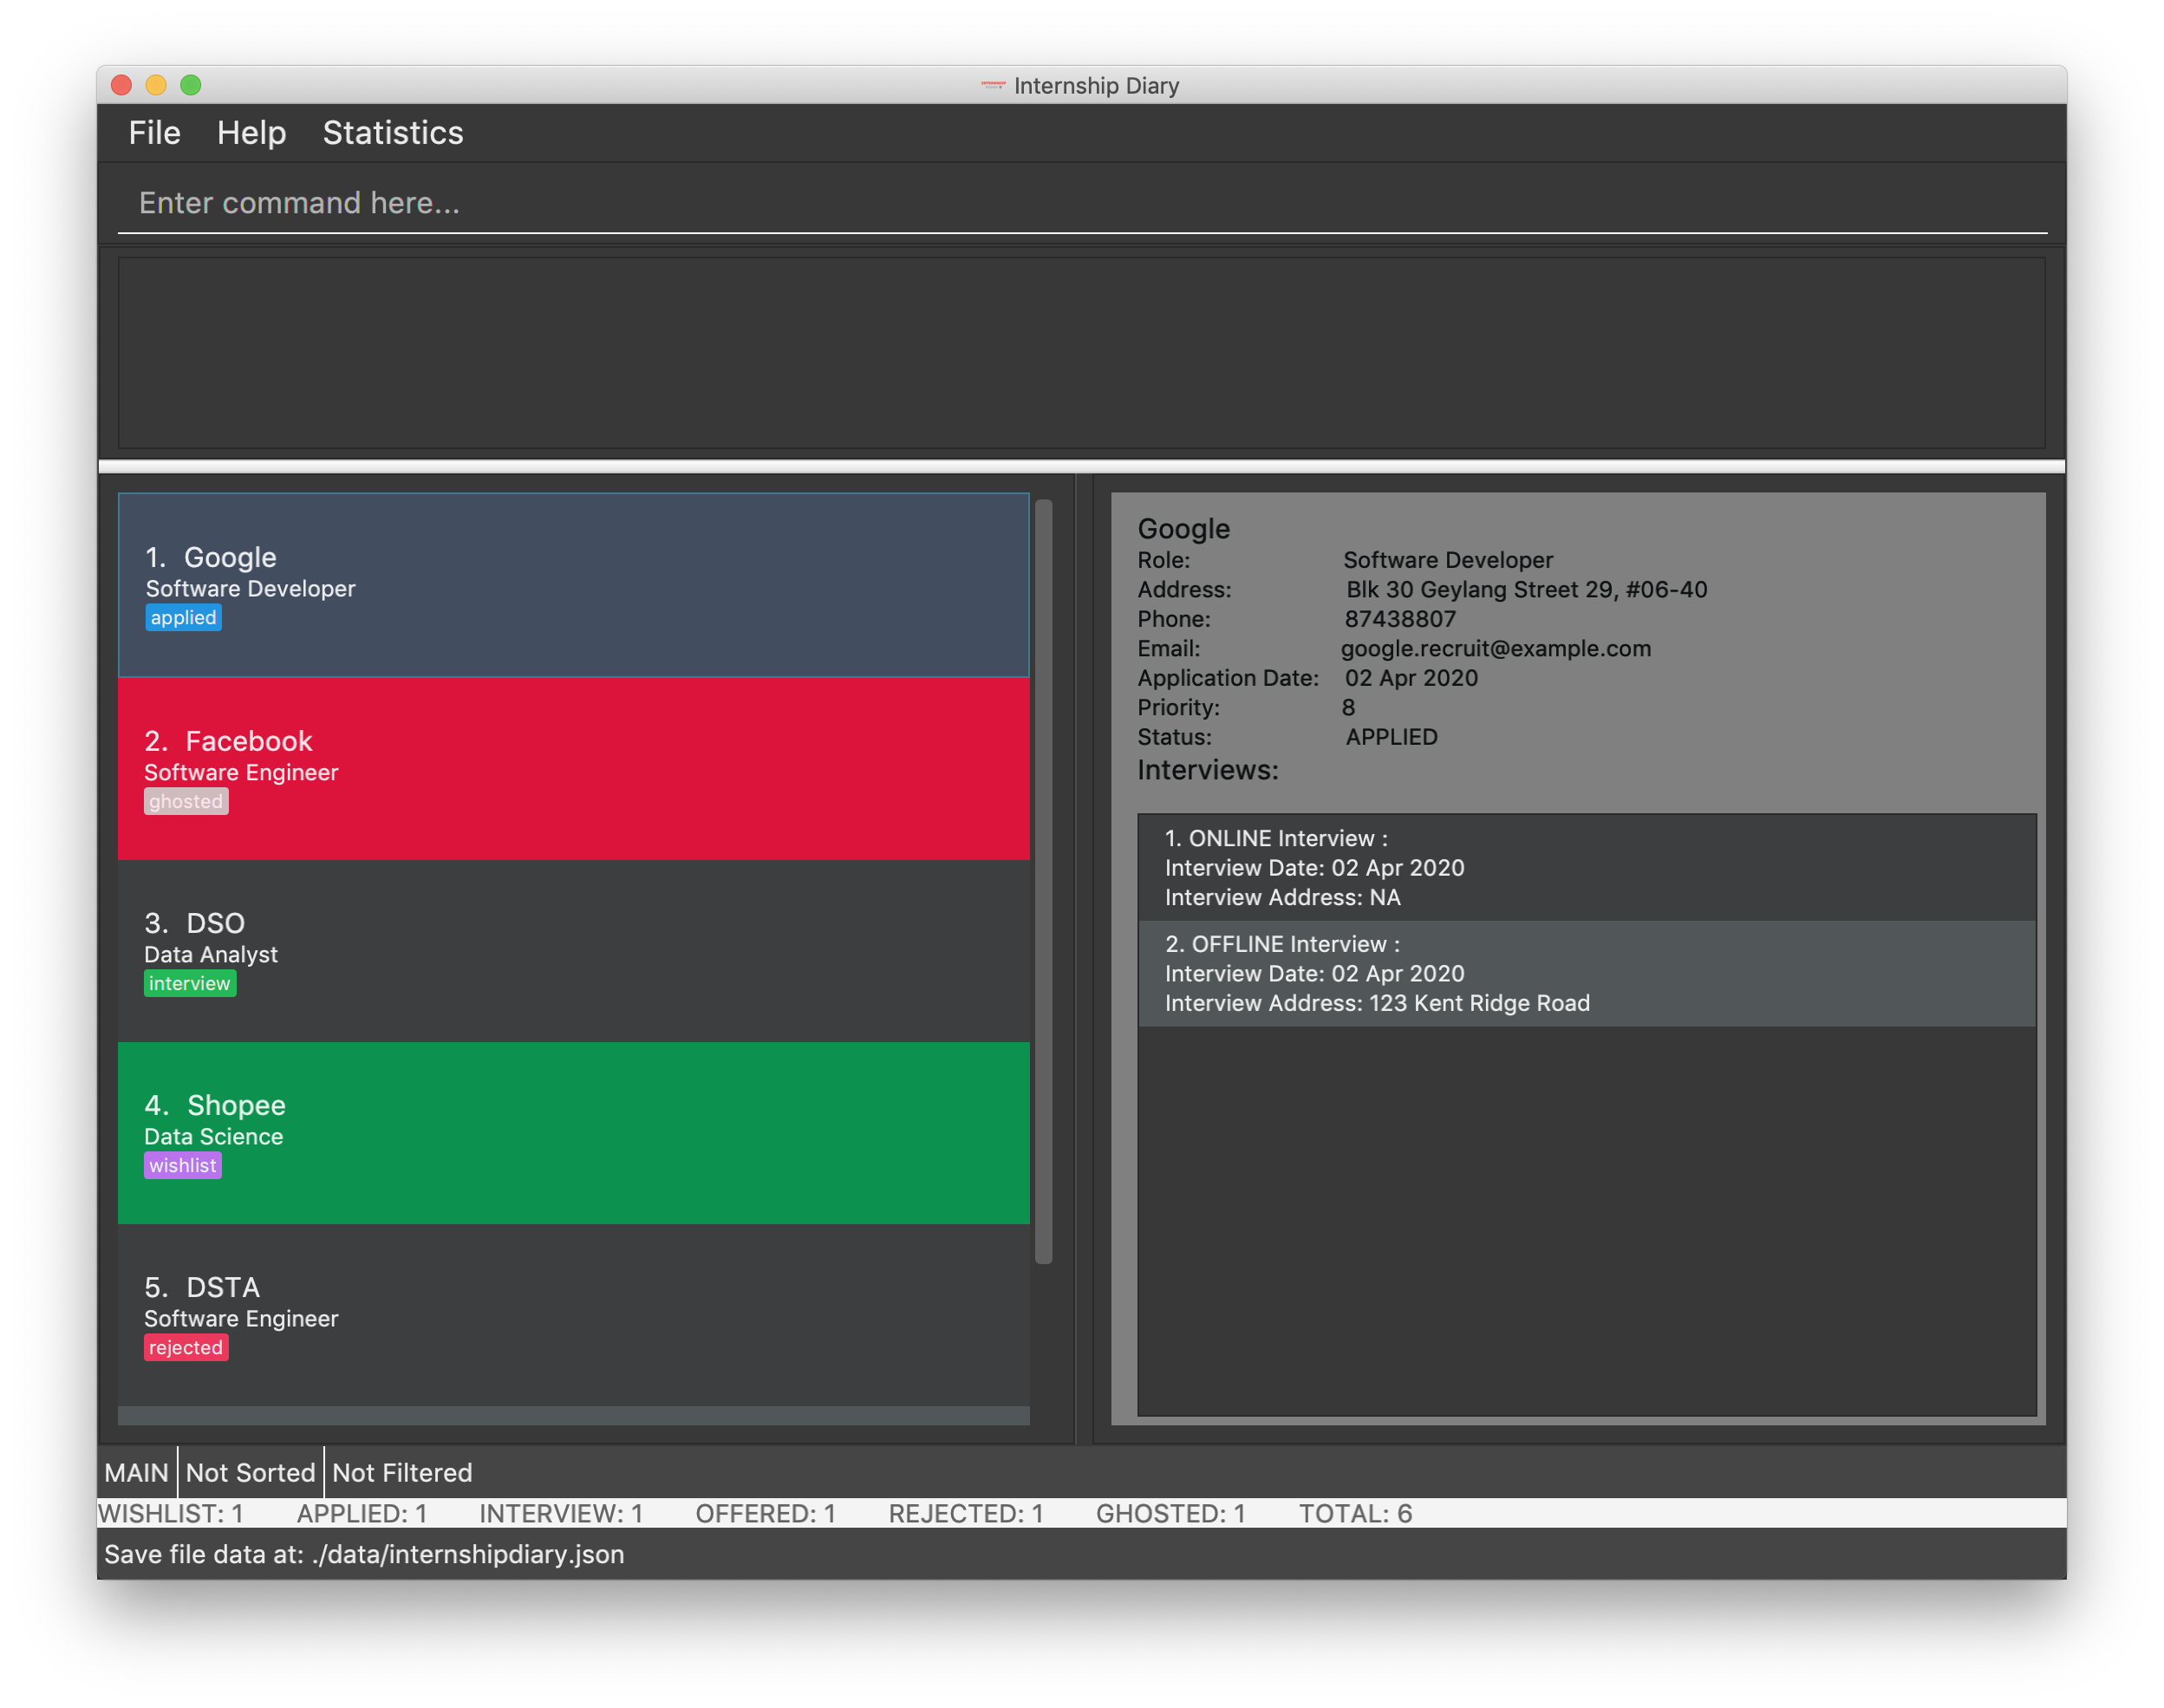 Internship Diary
File Help Statistics
Enter command here...
1. Google
Software Developer
applied
2. Facebook
Software Engineer
ghosted
3. DSO
Data Analyst
interview
4. Shopee
Data Science
wishlist
5. DSTA
Software Engineer
rejected
Google
Role: Software Developer
Address: Blk 30 Geylang Street 29, #06-40
Phone: 87438807
Email: google.recruit@example.com
Application Date: 02 Apr 2020
Priority: 8
Status: APPLIED
Interviews:
1. ONLINE Interview :
Interview Date: 02 Apr 2020
Interview Address: NA
2. OFFLINE Interview :
Interview Date: 02 Apr 2020
Interview Address: 123 Kent Ridge Road
MAIN Not Sorted Not Filtered
WISHLIST: 1 APPLIED: 1 INTERVIEW: 1 OFFERED: 1 REJECTED: 1 GHOSTED: 1 TOTAL: 6
Save file data at: ./data/internshipdiary.json